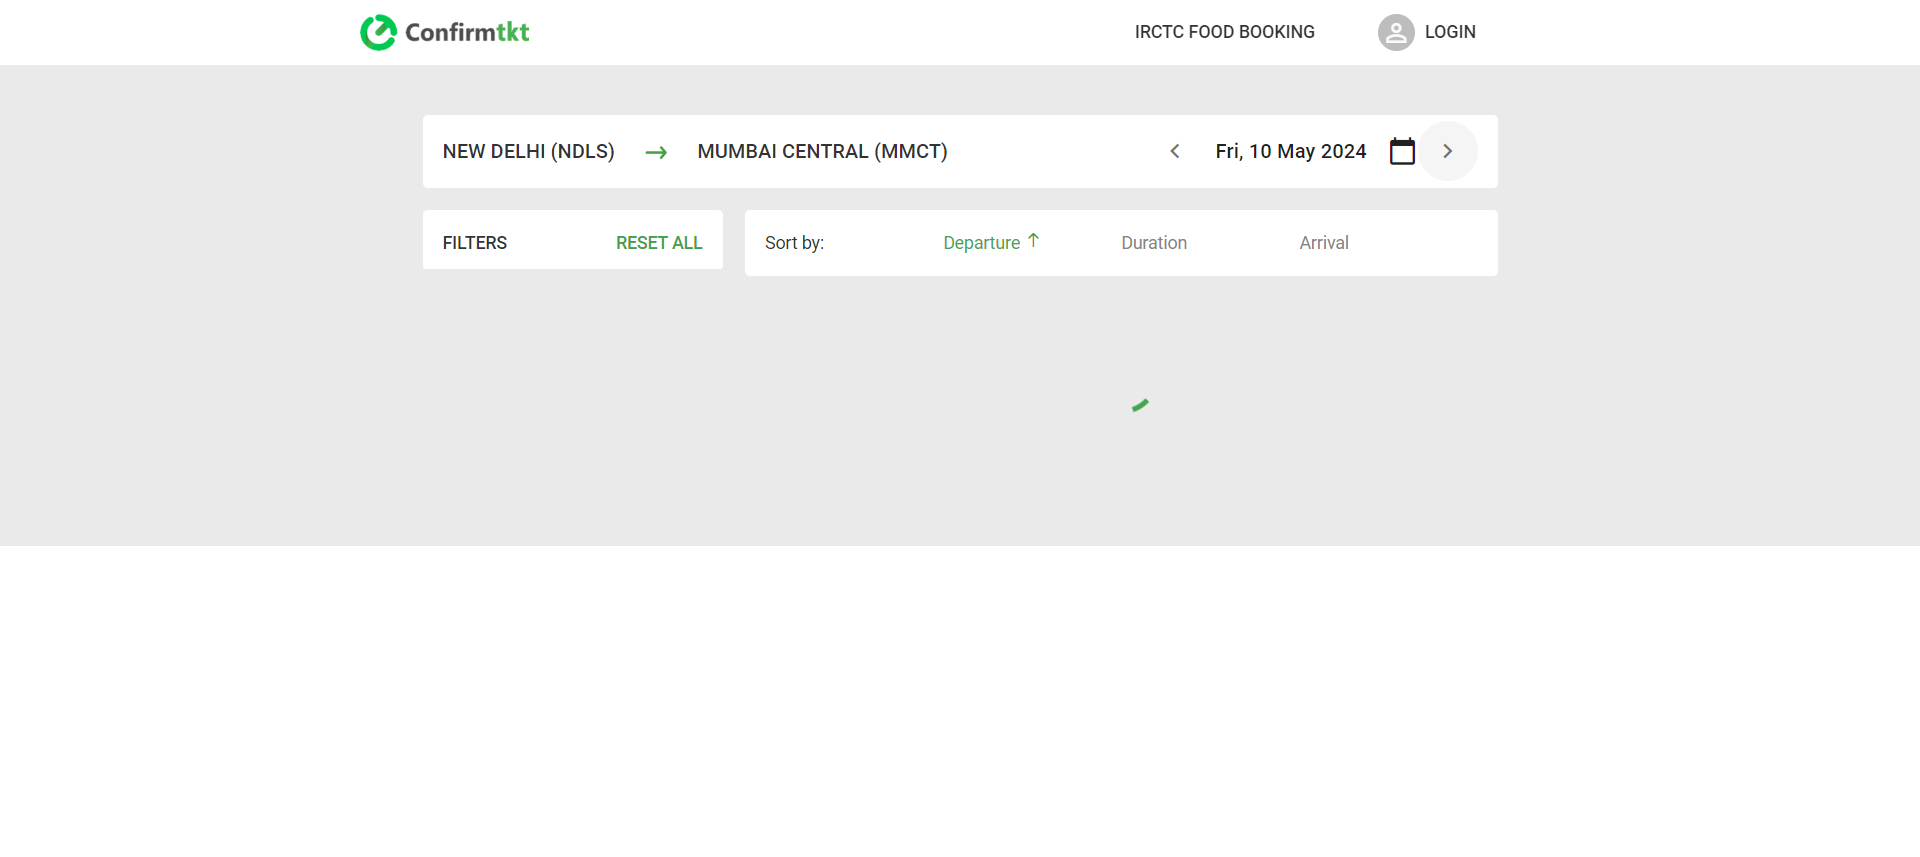 Confirmtkt IRCTC FOOD BOOKING LOGIN
NEW DELHI (NDLS) → MUMBAI CENTRAL (MMCT) Fri, 10 May 2024
FILTERS RESET ALL Sort by: Departure ↑ Duration Arrival